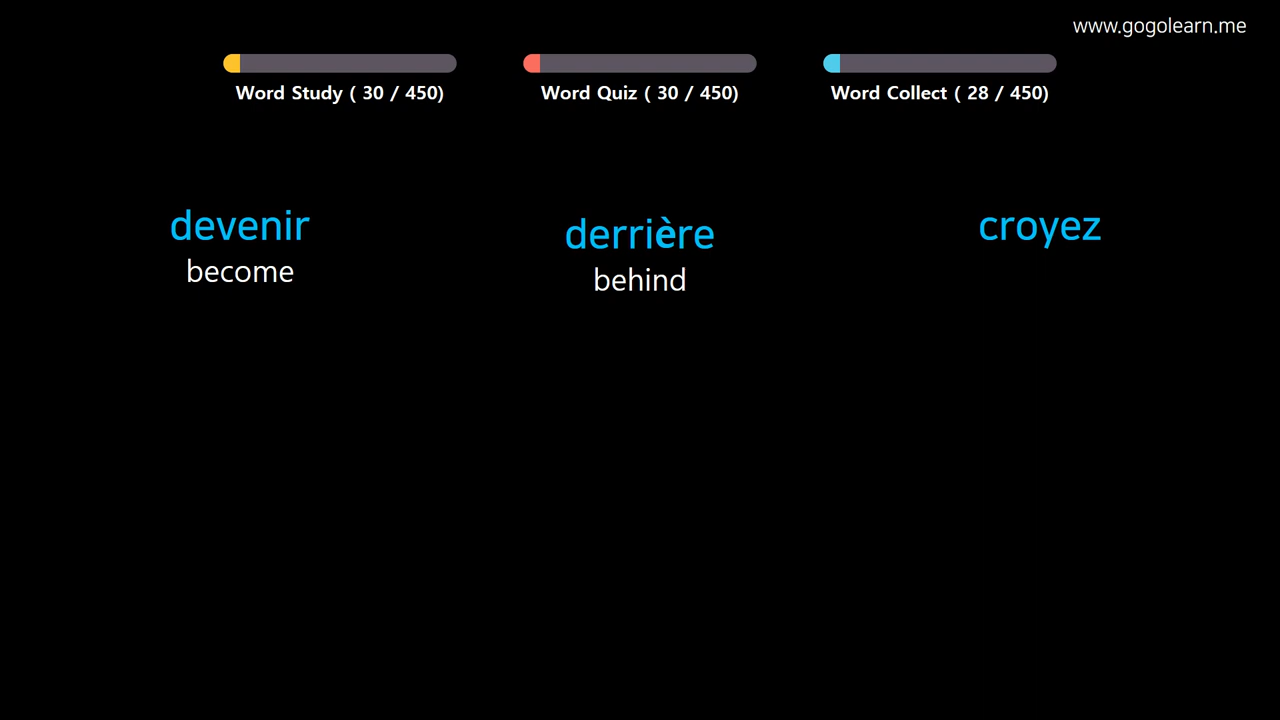 www.gogolearn.me
Word Study ( 30 / 450)
Word Quiz ( 30 / 450)
Word Collect ( 28 / 450)
devenir
become
derrière
behind
croyez